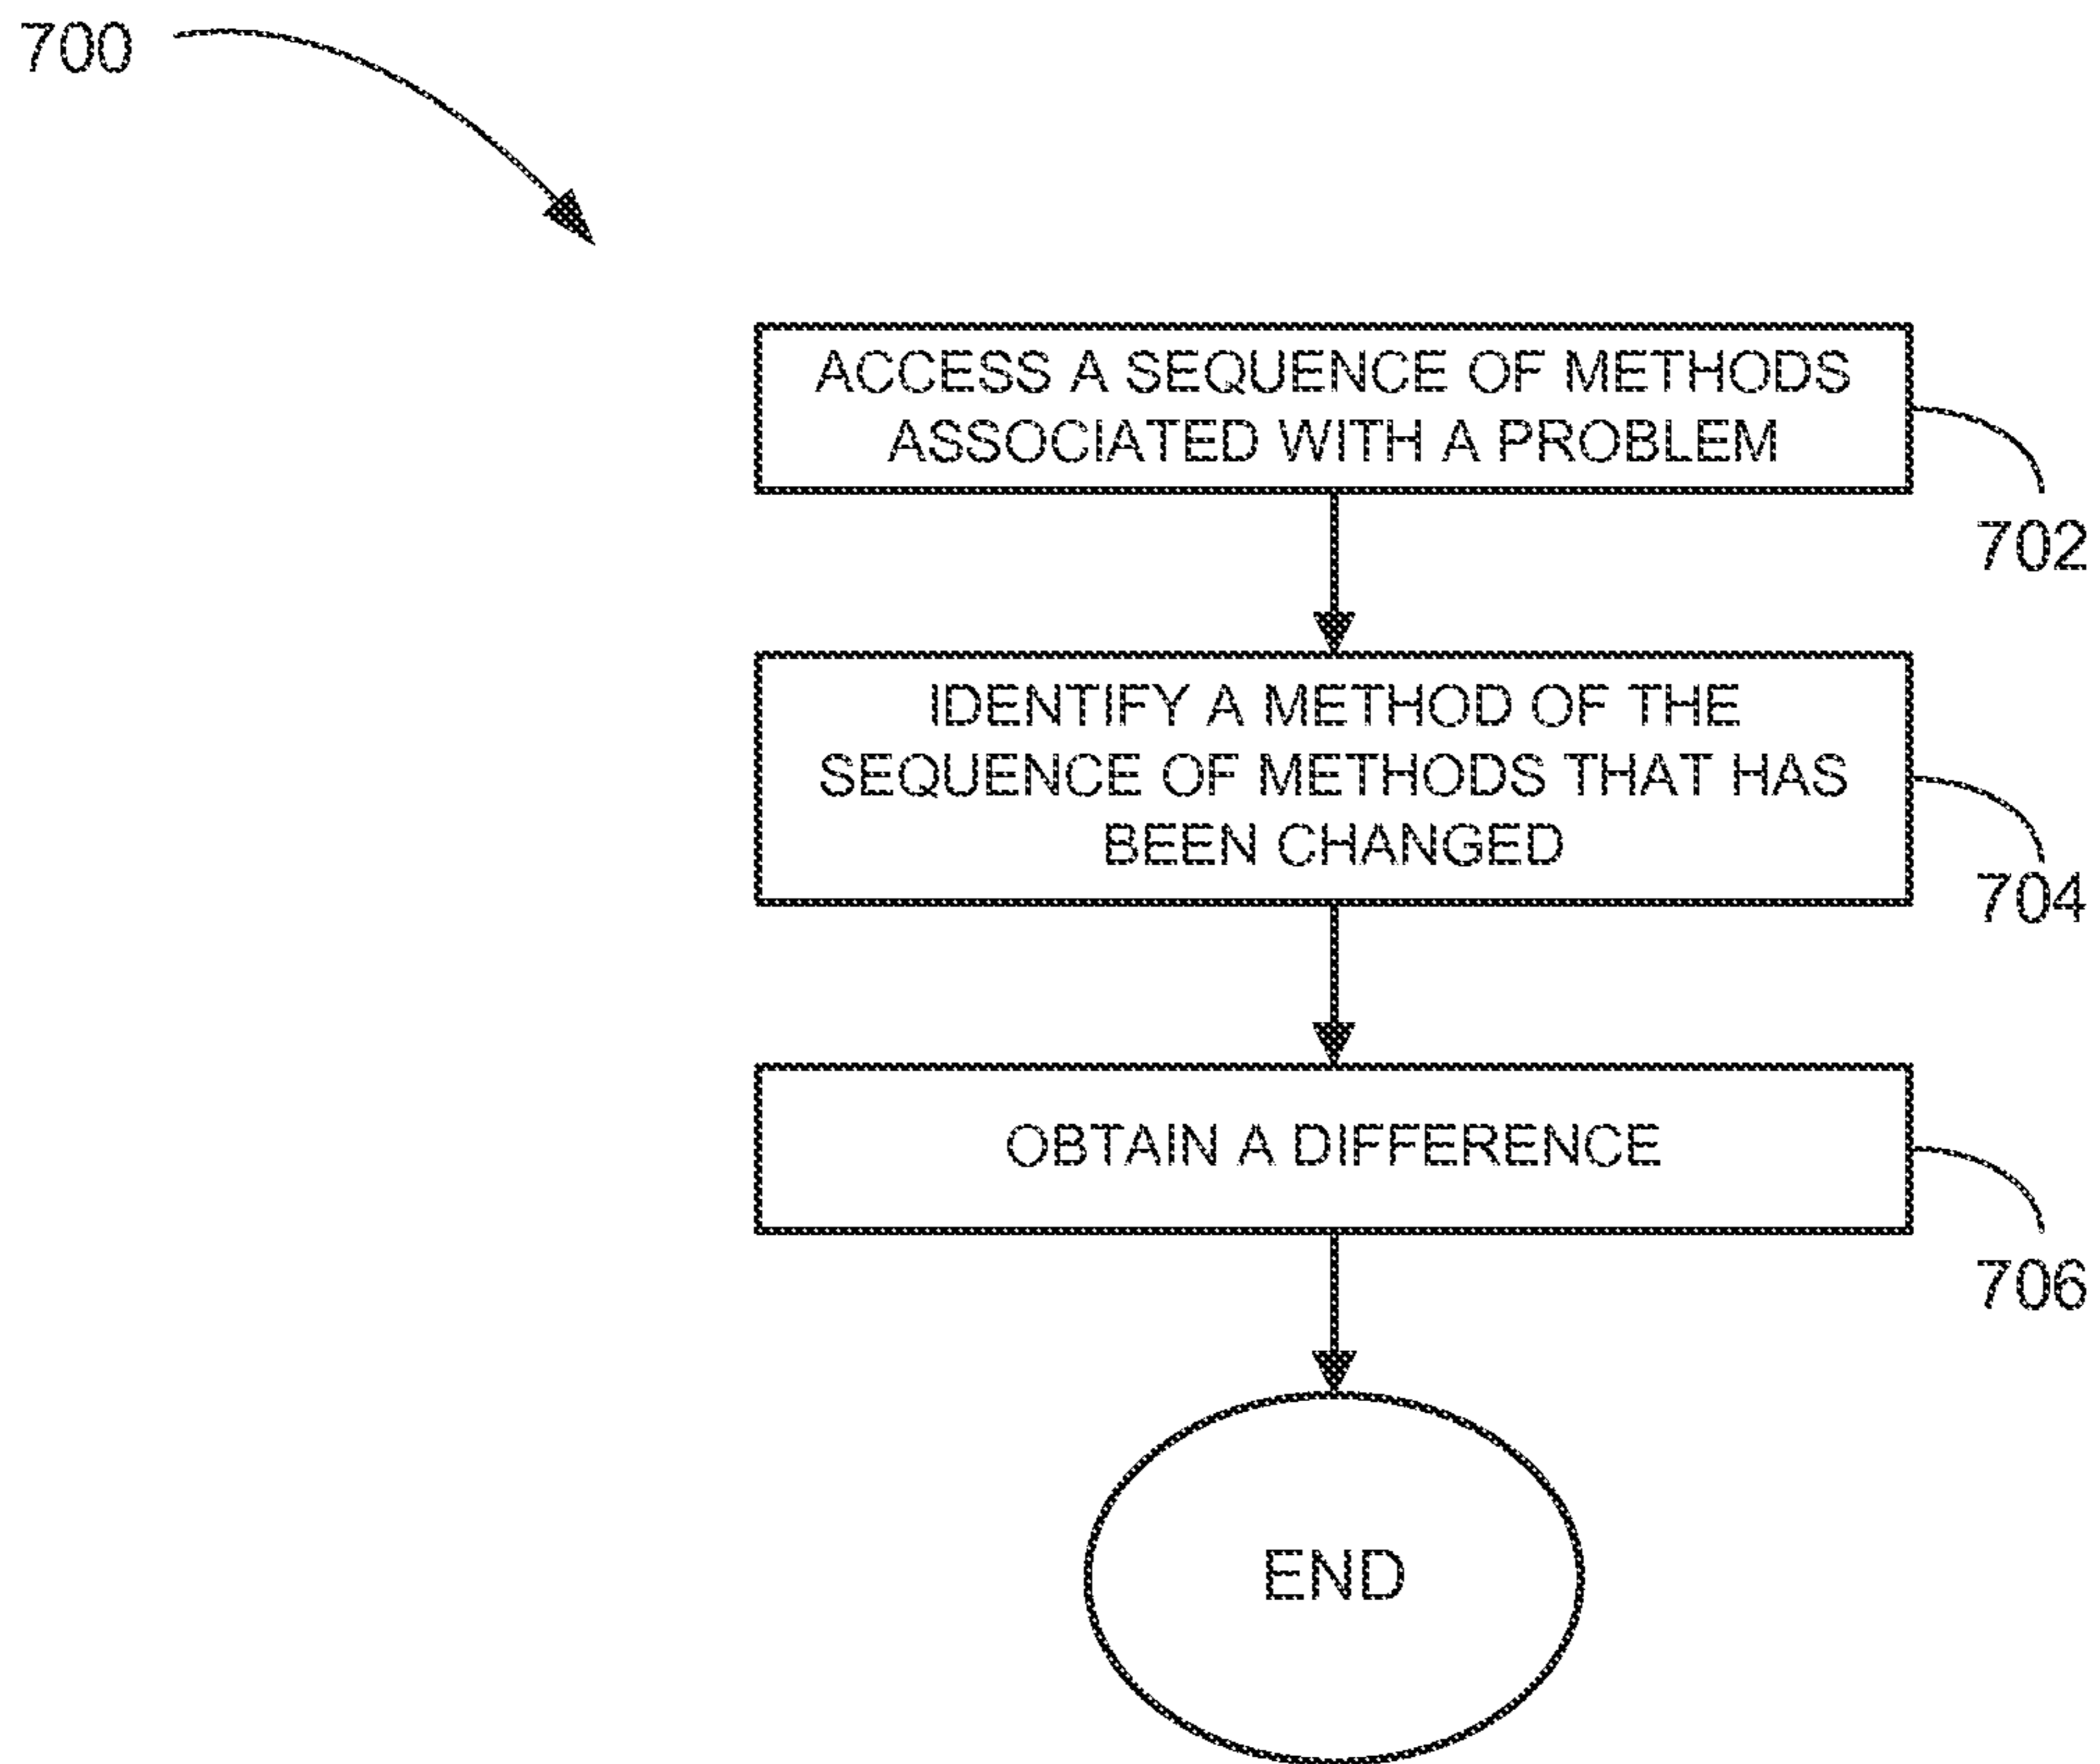 700
ACCESS A SEQUENCE OF METHODS
ASSOCIATED WITH A PROBLEM
702
IDENTIFY A METHOD OF THE
SEQUENCE OF METHODS THAT HAS
BEEN CHANGED
704
OBTAIN A DIFFERENCE
706
END